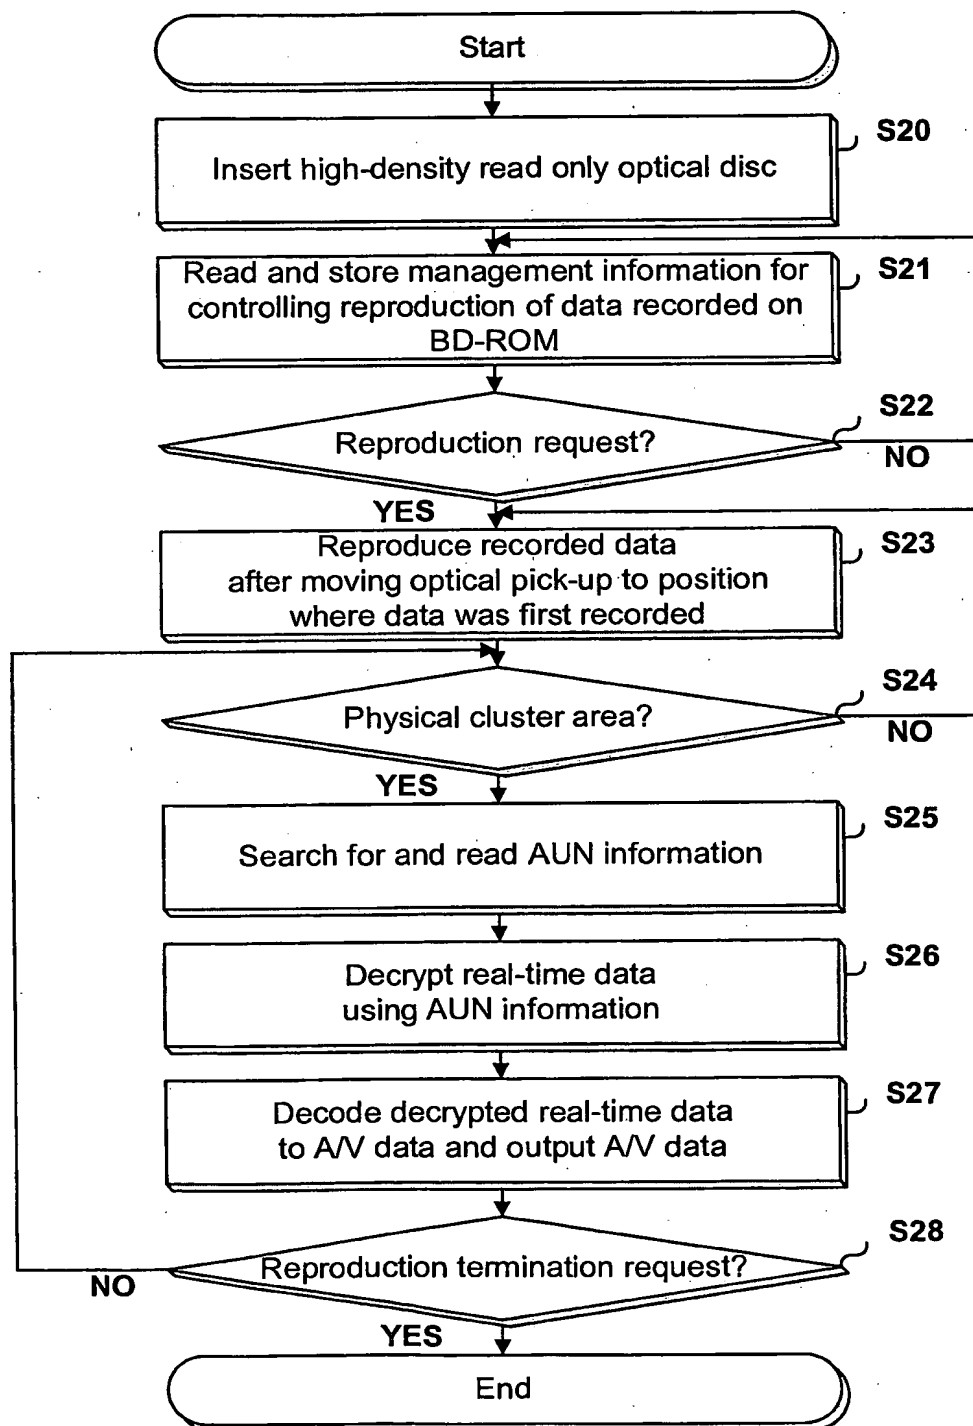 Start
S20
Insert high-density read only optical disc
S21
Read and store management information for
controlling reproduction of data recorded on
BD-ROM
S22
Reproduction request?
NO
YES
S23
Reproduce recorded data
after moving optical pick-up to position
where data was first recorded
S24
Physical cluster area?
NO
YES
S25
Search for and read AUN information
S26
Decrypt real-time data
using AUN information
S27
Decode decrypted real-time data
to A/V data and output A/V data
S28
Reproduction termination request?
NO
YES
End